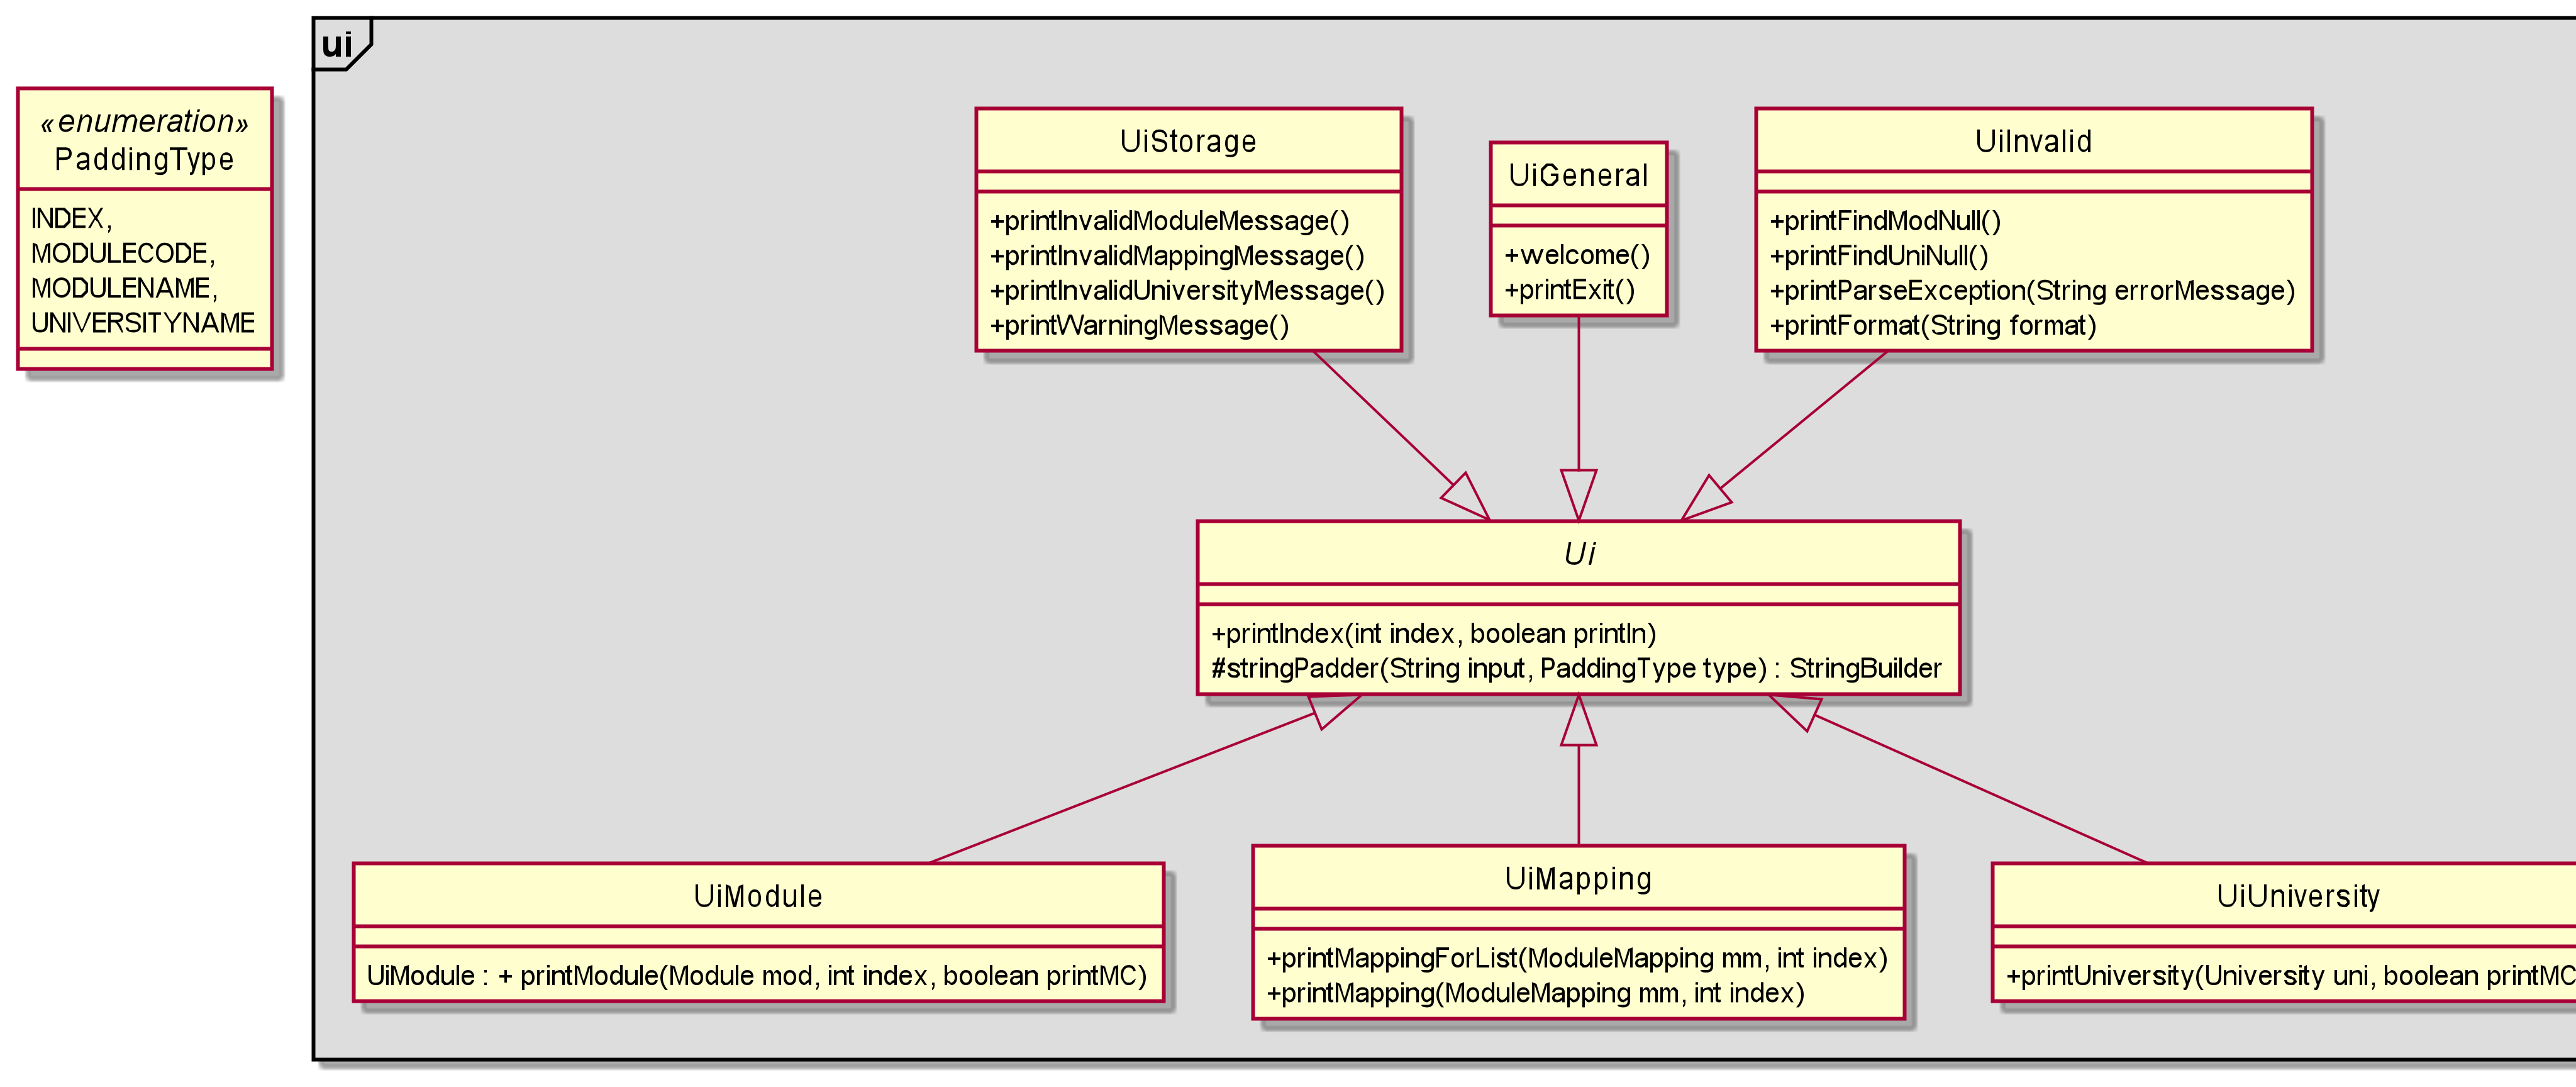 ui
«enumeration»
PaddingType
INDEX,
MODULECODE,
MODULENAME,
UNIVERSITYNAME
UiStorage
+printInvalidModuleMessage()
+printInvalidMappingMessage()
+printInvalidUniversityMessage()
+printWarningMessage()
UiGeneral
+welcome()
+printExit()
UiInvalid
+printFindModNull()
+printFindUniNull()
+printParseException(String errorMessage)
+printFormat(String format)
Ui
+printIndex(int index, boolean println)
#stringPadder(String input, PaddingType type) : StringBuilder
UiModule
UiModule : + printModule(Module mod, int index, boolean printMC)
UiMapping
+printMappingForList(ModuleMapping mm, int index)
+printMapping(ModuleMapping mm, int index)
UiUniversity
+printUniversity(University uni, boolean printMC